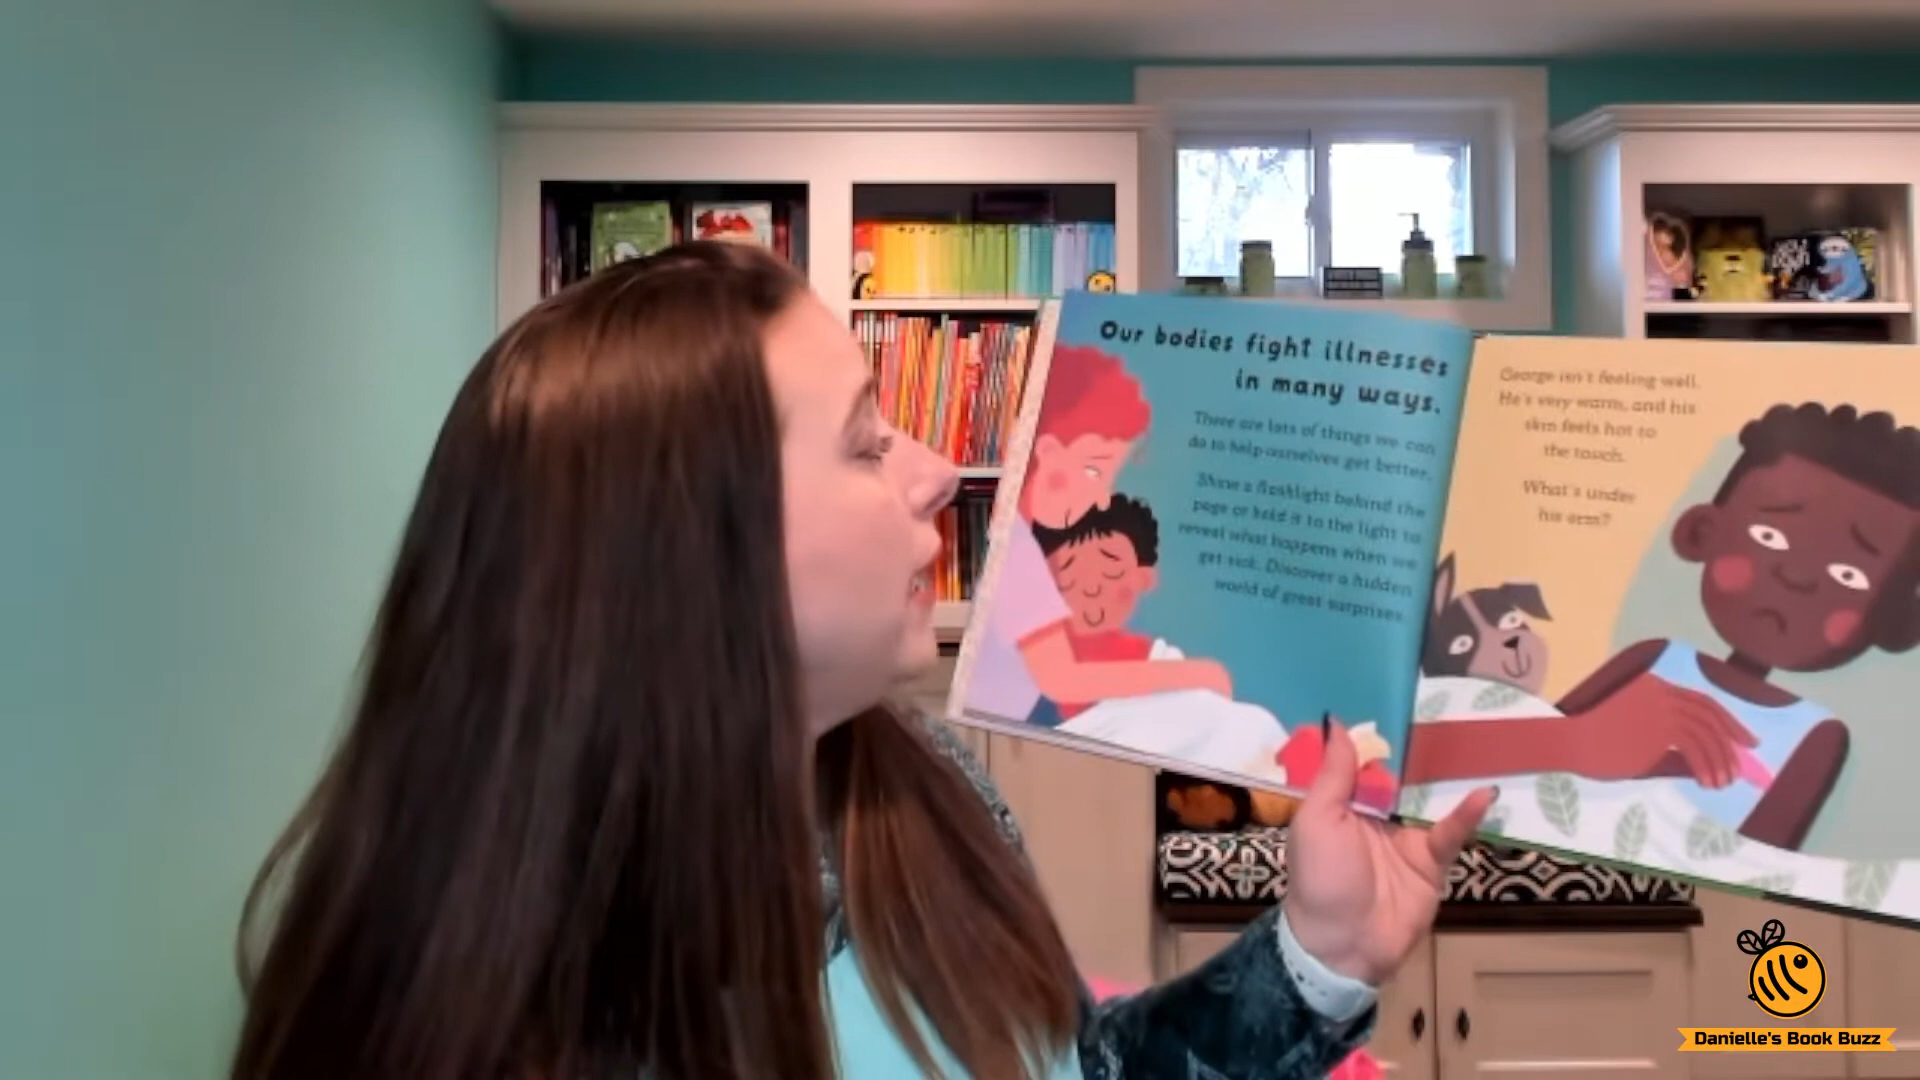 Our bodies fight illnesses
in many ways.
There are lots of things we can
do to help ourselves get better.
Shine a flashlight behind the
page or hold it to the light to
reveal what happens when we
get sick. Discover a hidden
world of great surprises.
George isn't feeling well.
He's very warm, and his
skin feels hot to
the touch.
What's under
his arm?
Danielle's Book Buzz